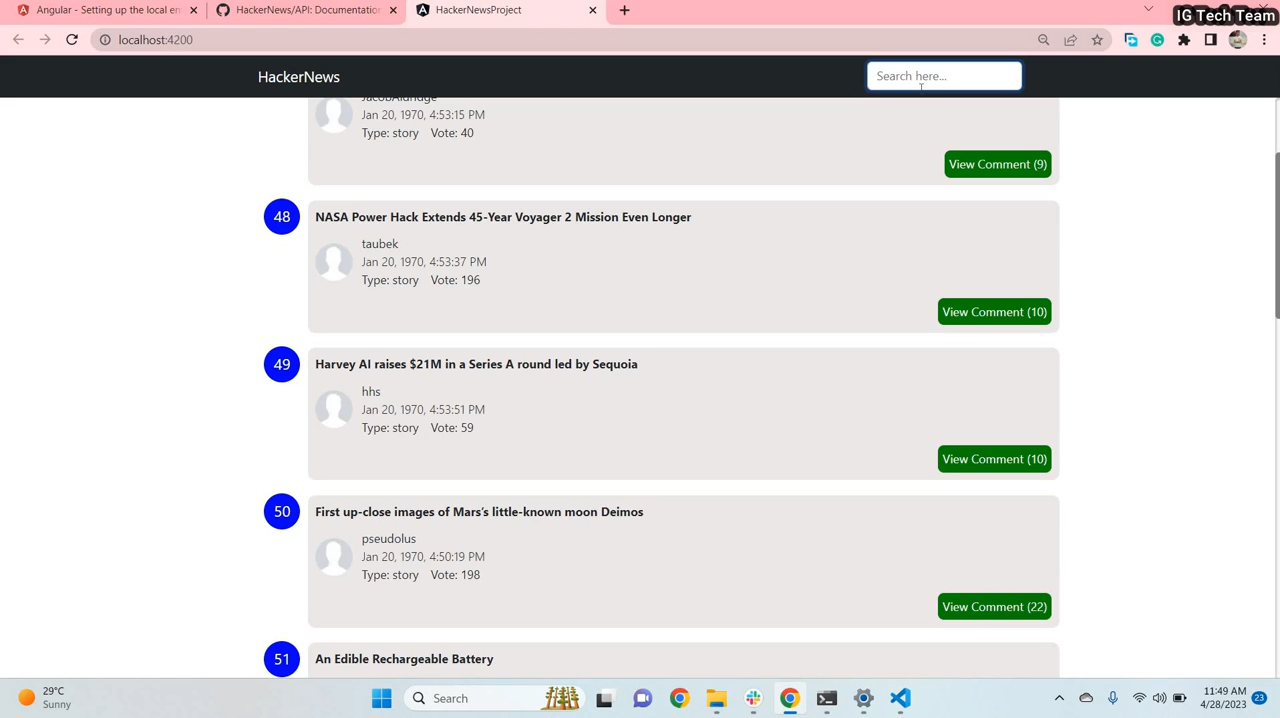 Angular - Setting up the local en
HackerNews/API: Documentation
HackerNewsProject
IG Tech Team
localhost:4200
HackerNews
Search here...
JacobAldridge
Jan 20, 1970, 4:53:15 PM
Type: story Vote: 40
View Comment (9)
48
NASA Power Hack Extends 45-Year Voyager 2 Mission Even Longer
taubek
Jan 20, 1970, 4:53:37 PM
Type: story Vote: 196
View Comment (10)
49
Harvey AI raises $21M in a Series A round led by Sequoia
hhs
Jan 20, 1970, 4:53:51 PM
Type: story Vote: 59
View Comment (10)
50
First up-close images of Mars's little-known moon Deimos
pseudolus
Jan 20, 1970, 4:50:19 PM
Type: story Vote: 198
View Comment (22)
51
An Edible Rechargeable Battery
29°C
Sunny
Search
11:49 AM
4/28/2023
23